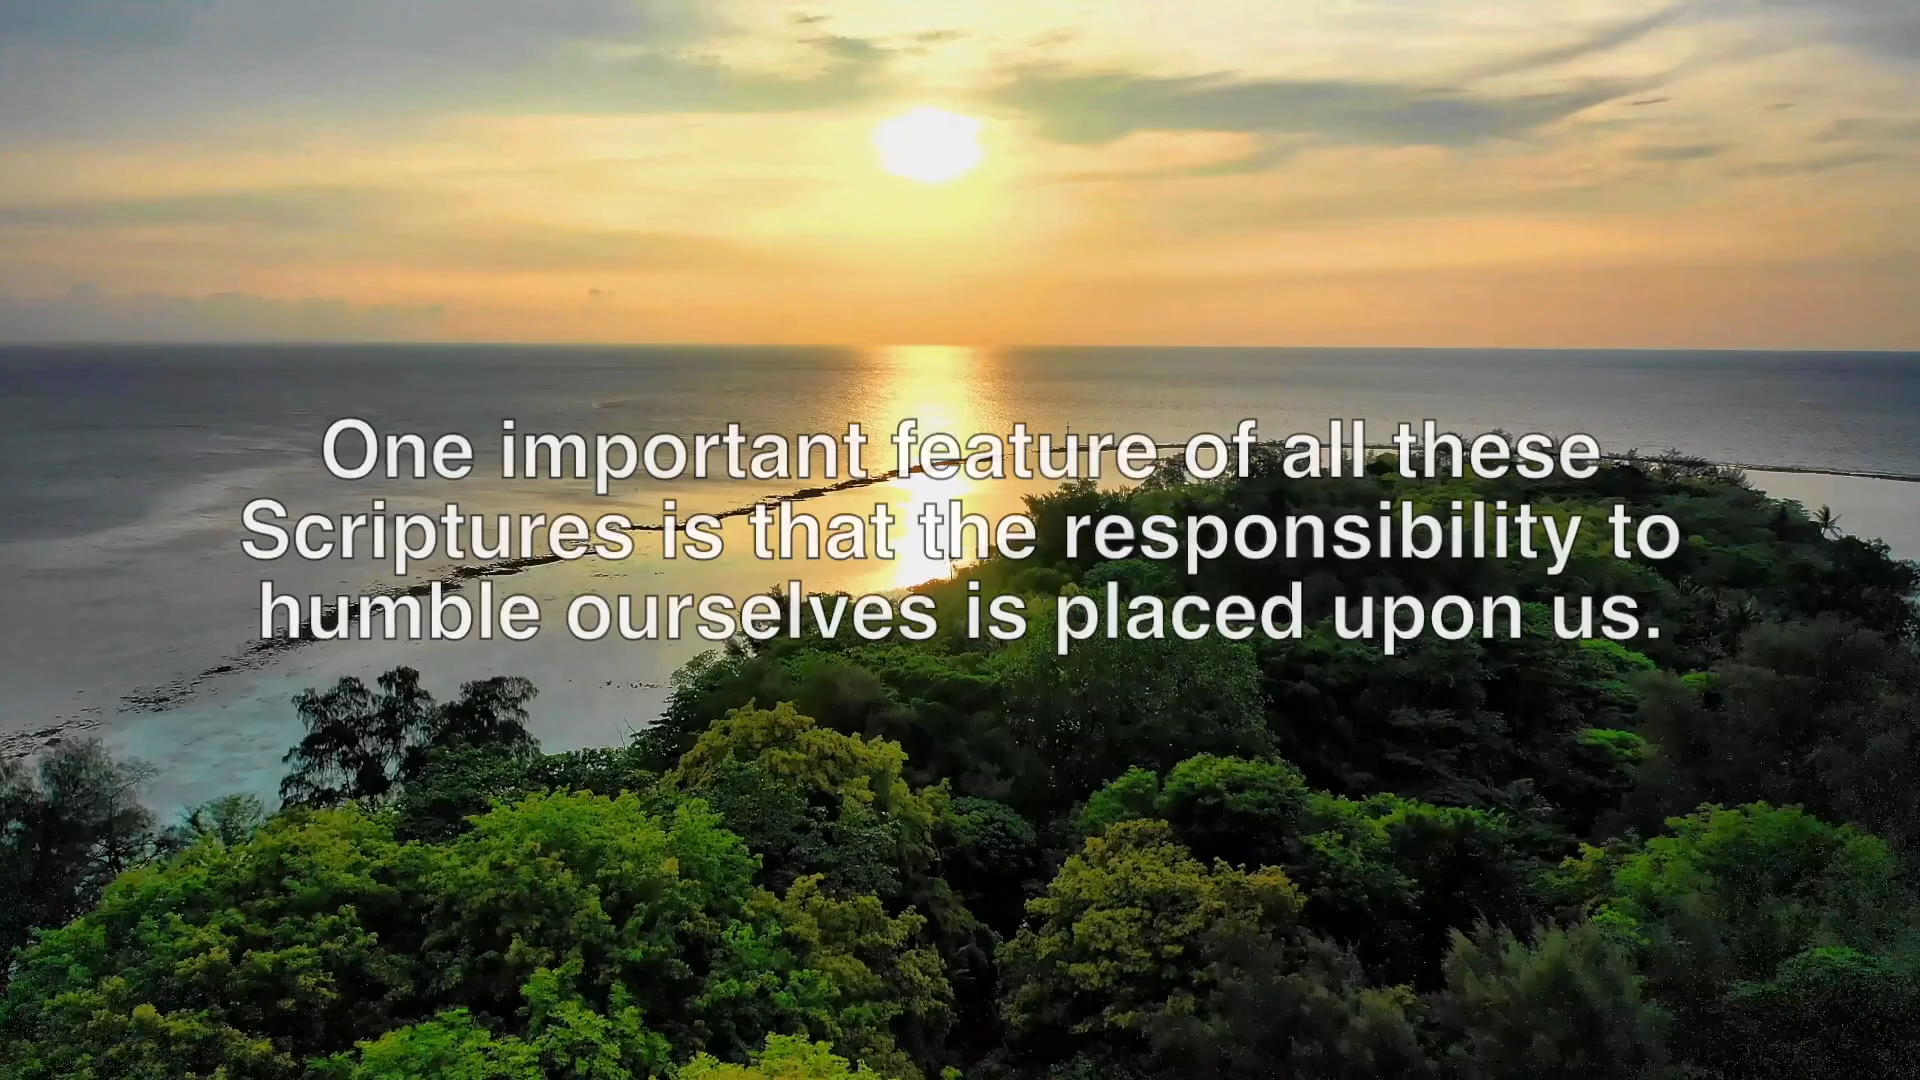 One important feature of all these
Scriptures is that the responsibility to
humble ourselves is placed upon us.